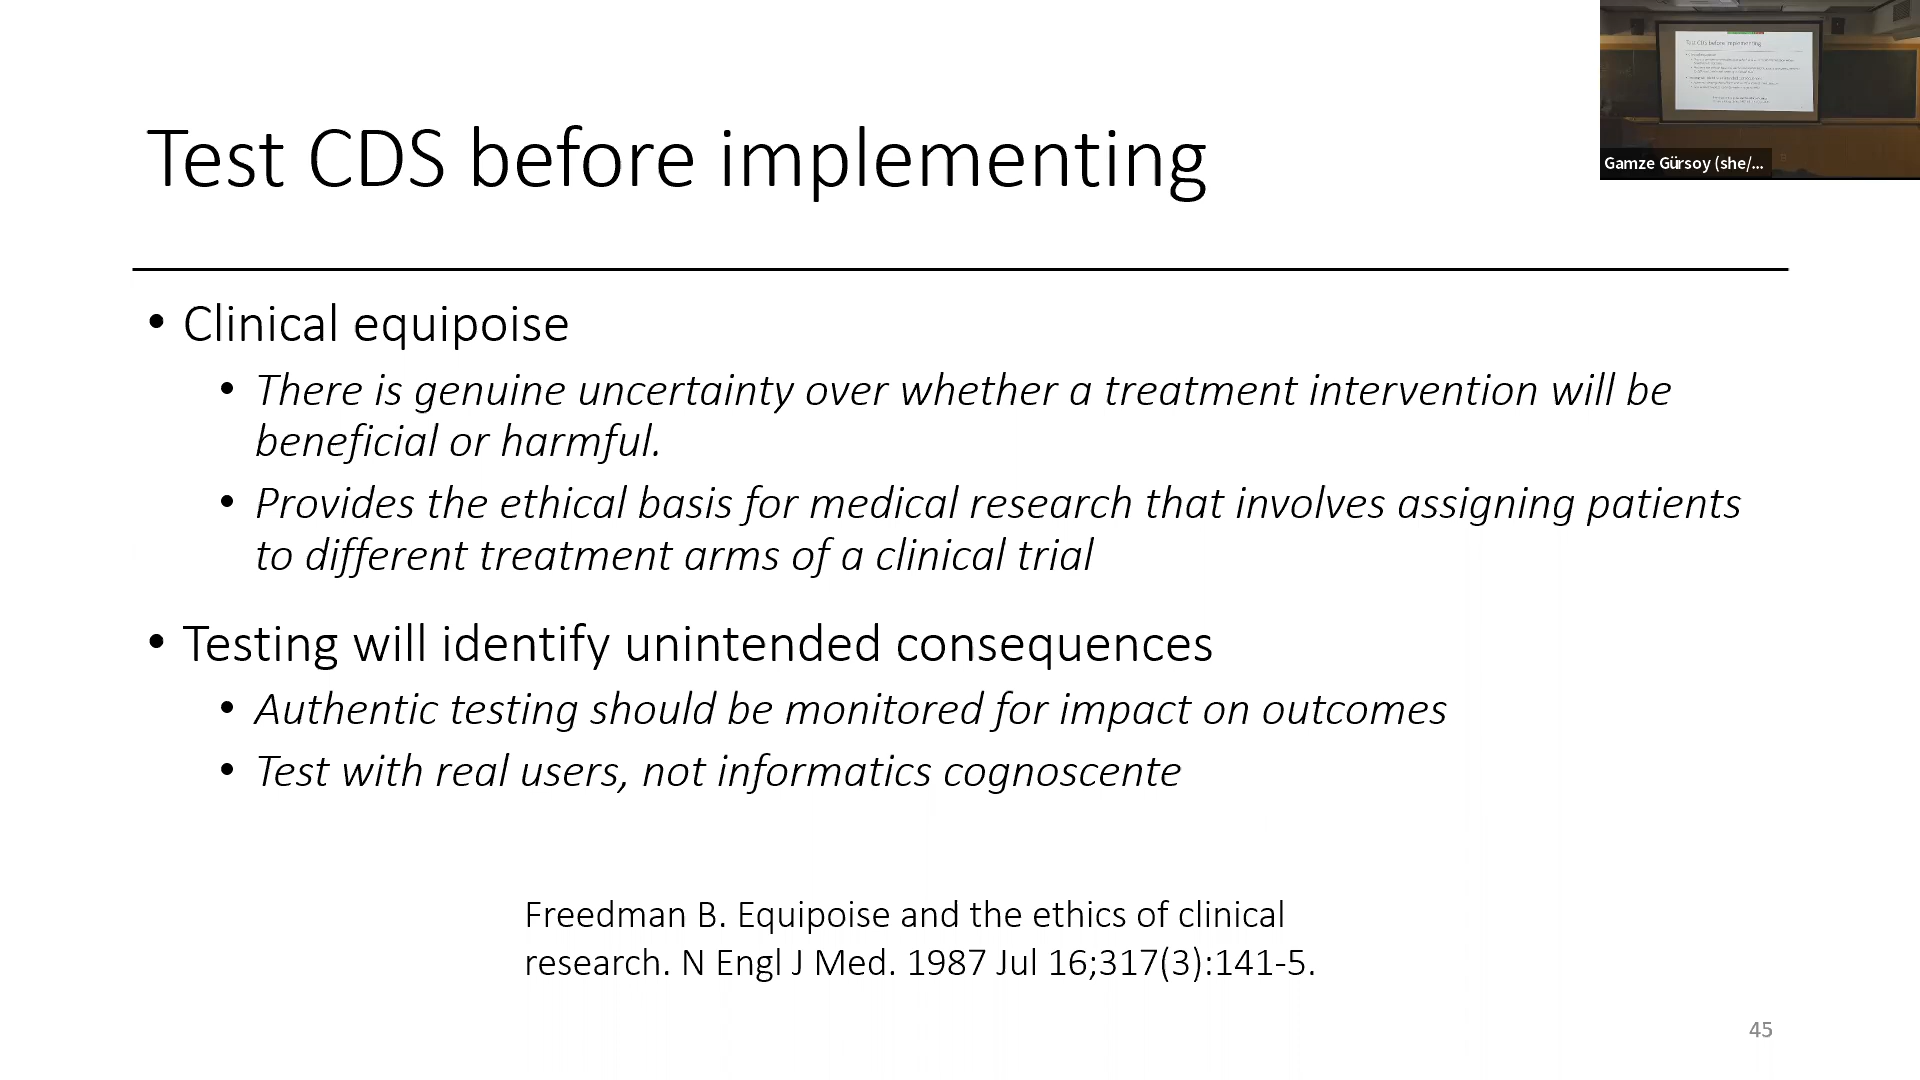 Test CDS before implementing
Gamze Gürsoy (she/...
• Clinical equipoise
• There is genuine uncertainty over whether a treatment intervention will be
beneficial or harmful.
• Provides the ethical basis for medical research that involves assigning patients
to different treatment arms of a clinical trial
• Testing will identify unintended consequences
• Authentic testing should be monitored for impact on outcomes
• Test with real users, not informatics cognoscente
Freedman B. Equipoise and the ethics of clinical
research. N Engl J Med. 1987 Jul 16;317(3):141-5.
45